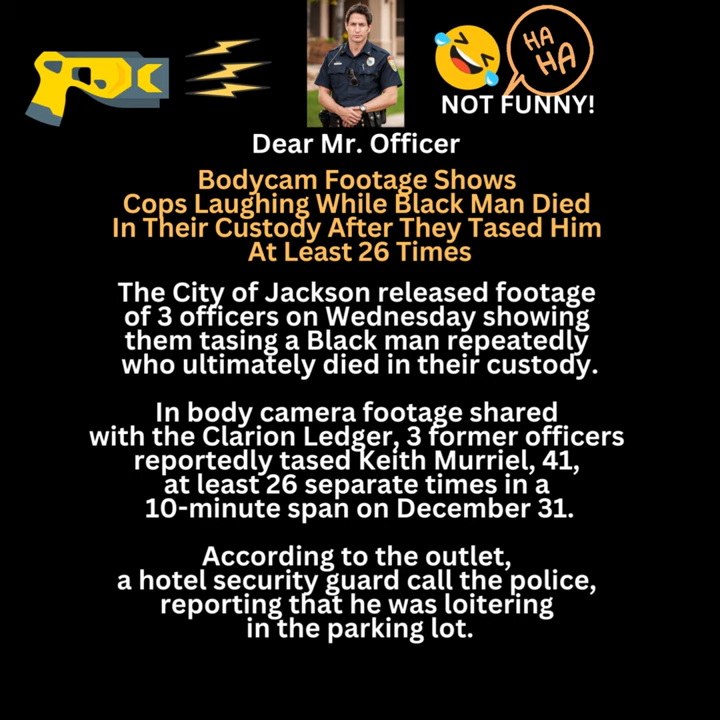 HA
HA
NOT FUNNY!
Dear Mr. Officer
Bodycam Footage Shows
Cops Laughing While Black Man Died
In Their Custody After They Tased Him
At Least 26 Times
The City of Jackson released footage
of 3 officers on Wednesday showing
them tasing a Black man repeatedly
who ultimately died in their custody.
In body camera footage shared
with the Clarion Ledger, 3 former officers
reportedly tased Keith Murriel, 41,
at least 26 separate times in a
10-minute span on December 31.
According to the outlet,
a hotel security guard call the police,
reporting that he was loitering
in the parking lot.